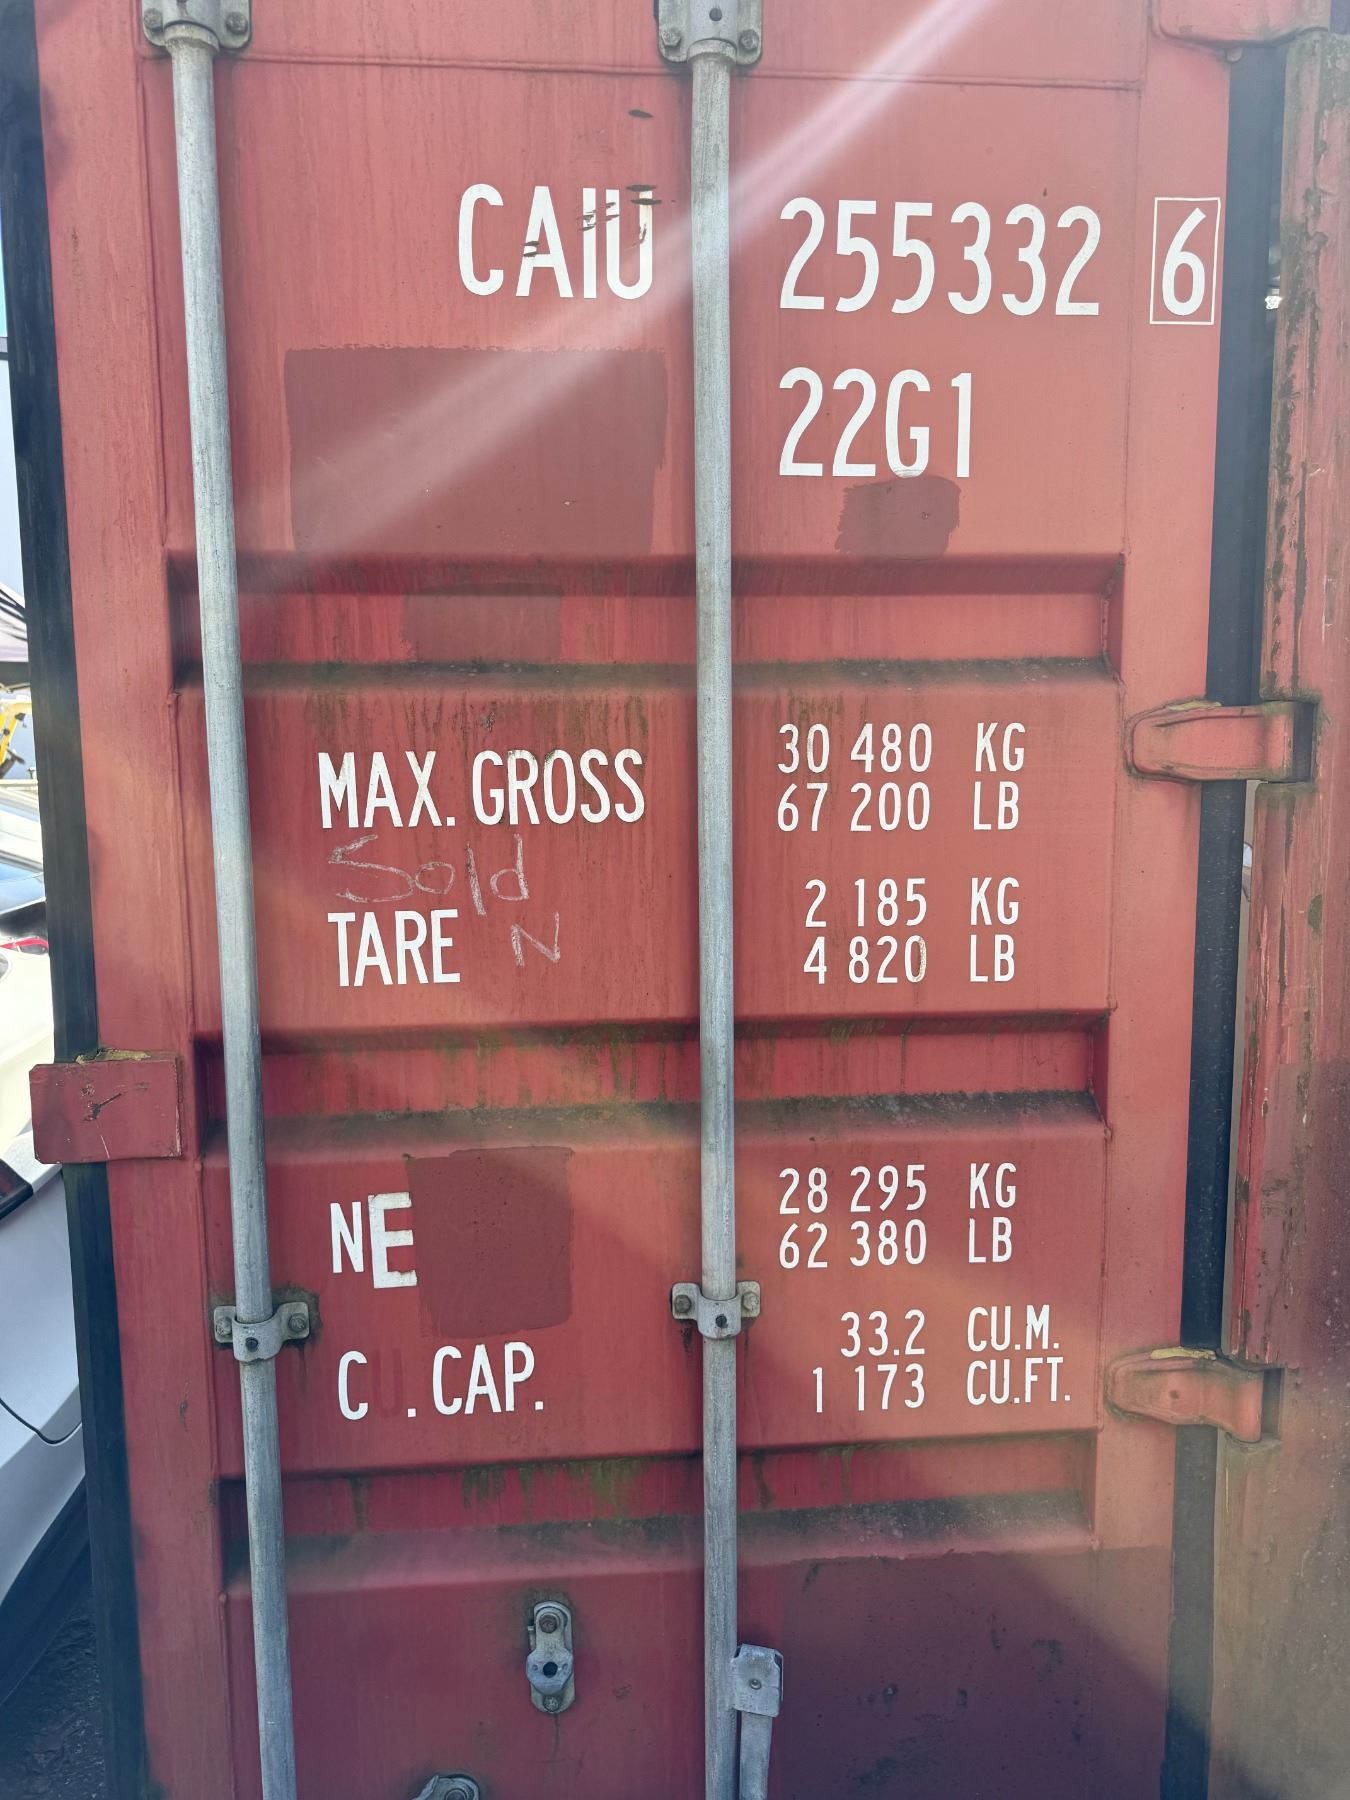 CAIU 255332 6
22G1
MAX. GROSS 30 480 KG
67 200 LB
Sold
TARE N 2 185 KG
4 820 LB
NE 28 295 KG
62 380 LB
CU.CAP. 33.2 CU.M.
1 173 CU.FT.